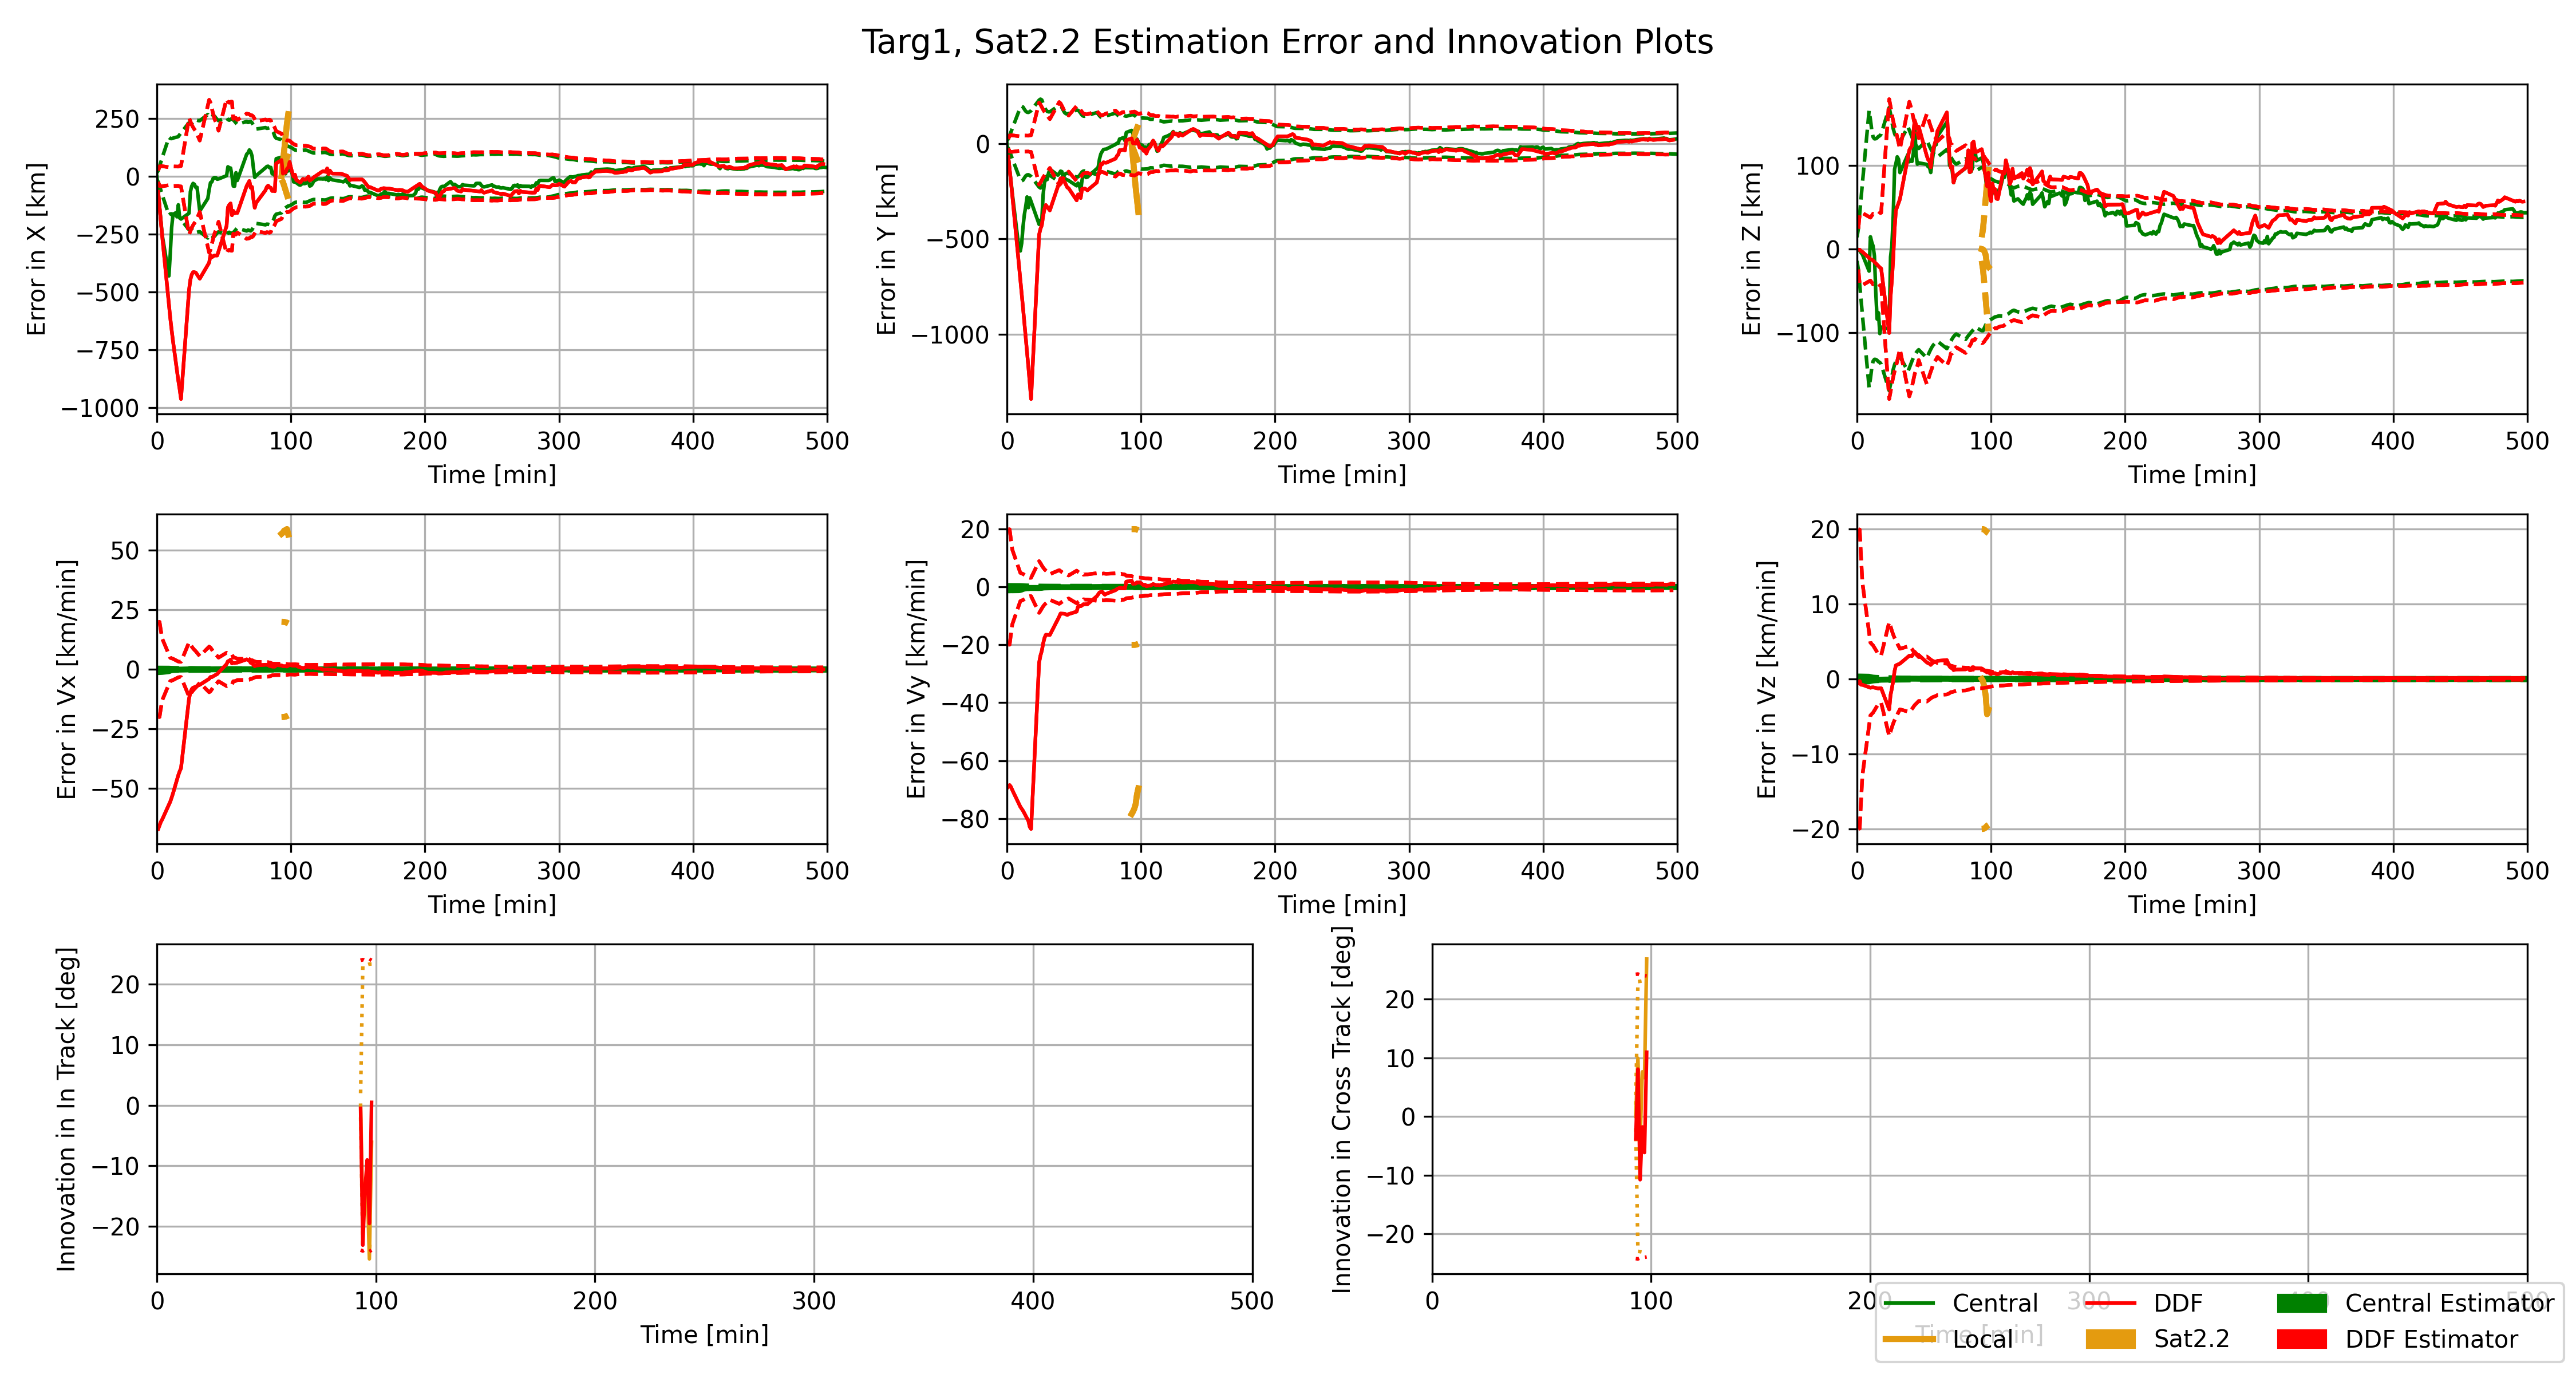 Targ1, Sat2.2 Estimation Error and Innovation Plots
Error in X [km]
250
0
−250
−500
−750
−1000
0 100 200 300 400 500
Time [min]
Error in Y [km]
0
−500
−1000
0 100 200 300 400 500
Time [min]
Error in Z [km]
100
0
−100
0 100 200 300 400 500
Time [min]
Error in Vx [km/min]
50
25
0
−25
−50
0 100 200 300 400 500
Time [min]
Error in Vy [km/min]
20
0
−20
−40
−60
−80
0 100 200 300 400 500
Time [min]
Error in Vz [km/min]
20
10
0
−10
−20
0 100 200 300 400 500
Time [min]
Innovation in In Track [deg]
20
10
0
−10
−20
0 100 200 300 400 500
Time [min]
Innovation in Cross Track [deg]
20
10
0
−10
−20
0 100 200 300 400 500
Time [min]
Central DDF Central Estimator
Local Sat2.2 DDF Estimator